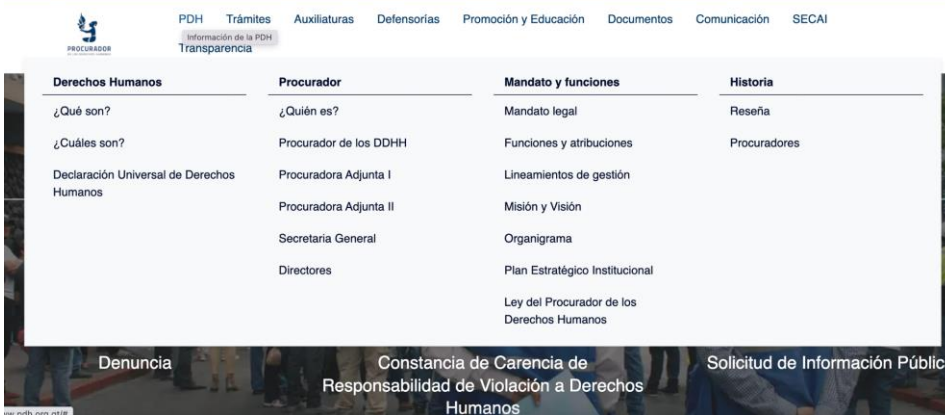 PROCURADOR
PDH Trámites Auxiliaturas Defensorías Promoción y Educación Documentos Comunicación SECAI
Información de la PDH
Transparencia
Derechos Humanos
¿Qué son?
¿Cuáles son?
Declaración Universal de Derechos
Humanos
Procurador
¿Quién es?
Procurador de los DDHH
Procuradora Adjunta I
Procuradora Adjunta II
Secretaria General
Directores
Mandato y funciones
Mandato legal
Funciones y atribuciones
Lineamientos de gestión
Misión y Visión
Organigrama
Plan Estratégico Institucional
Ley del Procurador de los
Derechos Humanos
Historia
Reseña
Procuradores
Denuncia
Constancia de Carencia de
Responsabilidad de Violación a Derechos
Humanos
Solicitud de Información Públic